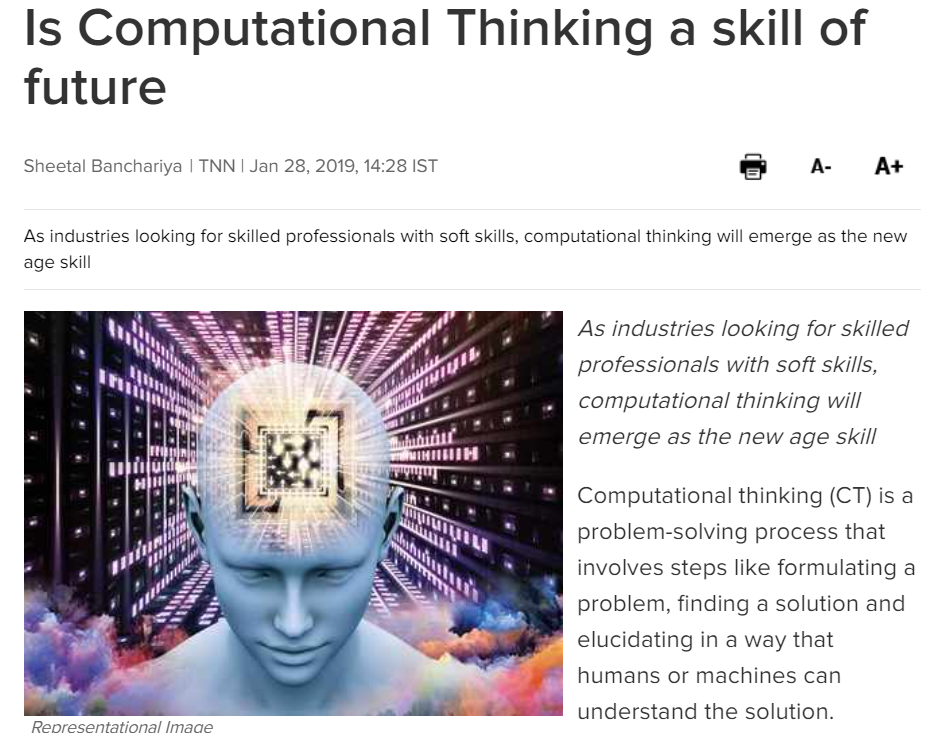 Is Computational Thinking a skill of
future
Sheetal Banchariya | TNN | Jan 28, 2019, 14:28 IST
A-
A+
As industries looking for skilled professionals with soft skills, computational thinking will emerge as the new
age skill
As industries looking for skilled
professionals with soft skills,
computational thinking will
emerge as the new age skill
Computational thinking (CT) is a
problem-solving process that
involves steps like formulating a
problem, finding a solution and
elucidating in a way that
humans or machines can
understand the solution.
Representational Image